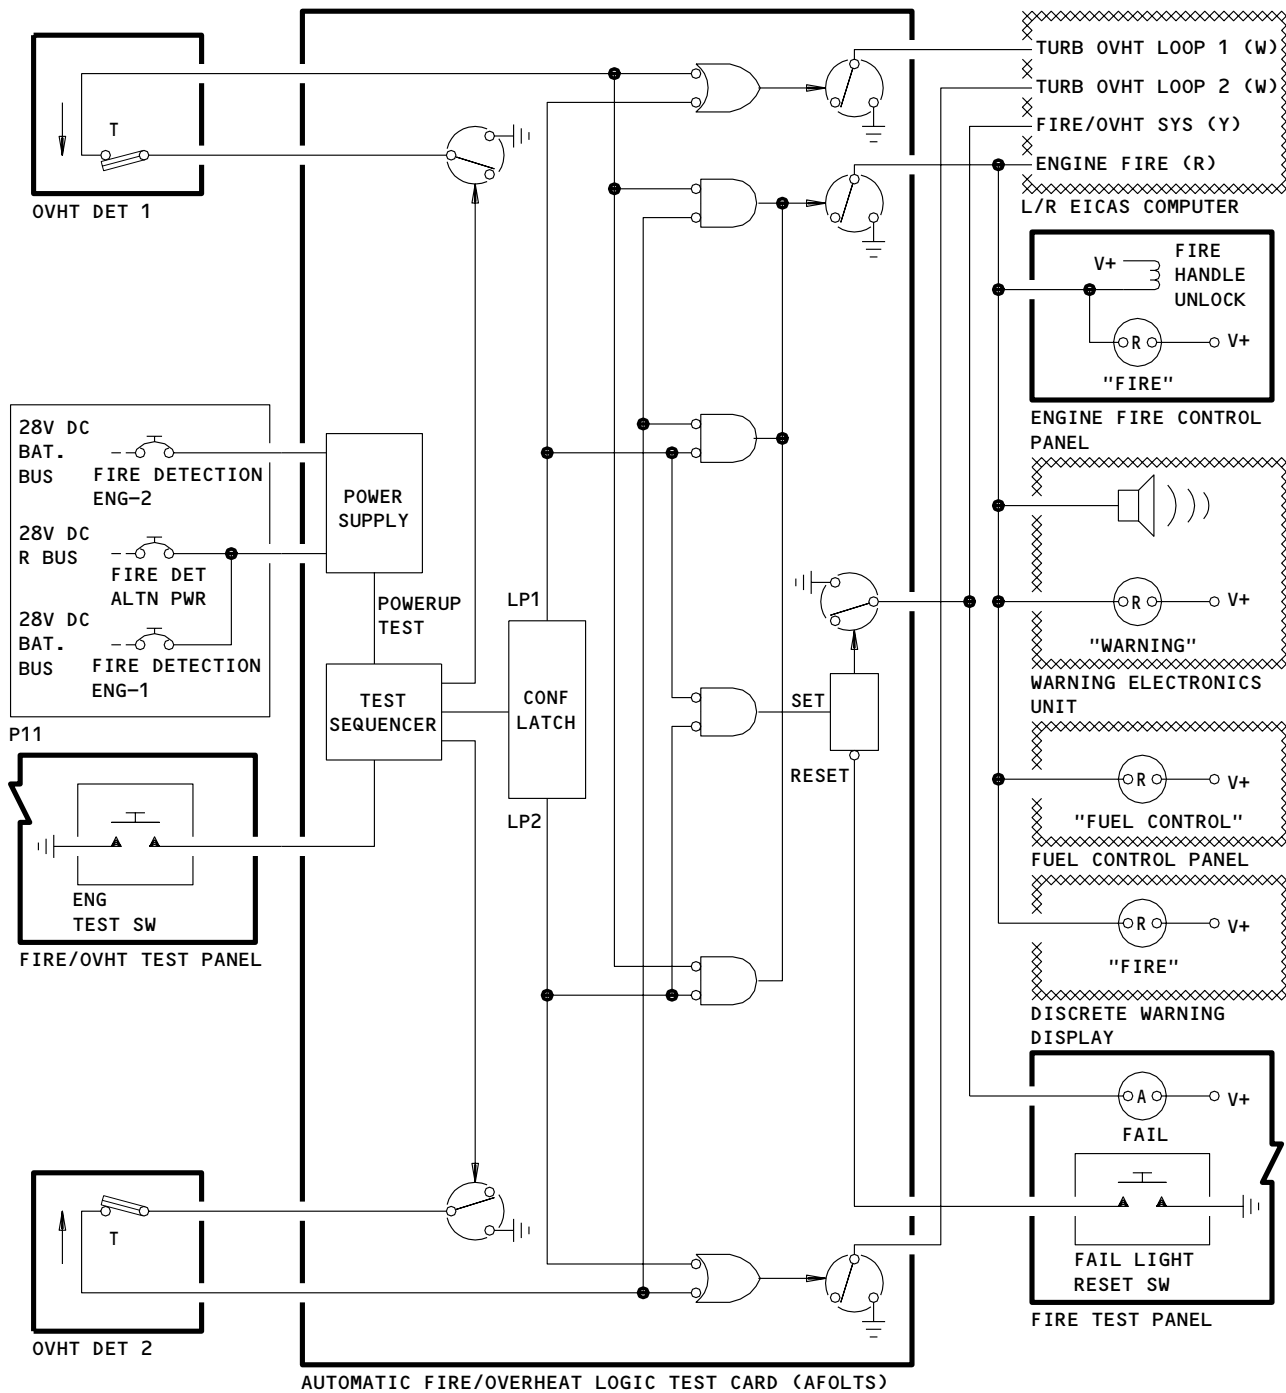 T
OVHT DET 1
28V DC
BAT.
BUS
FIRE DETECTION
ENG-2
28V DC
R BUS
FIRE DET
ALTN PWR
28V DC
BAT.
BUS
FIRE DETECTION
ENG-1
P11
ENG
TEST SW
FIRE/OVHT TEST PANEL
T
OVHT DET 2
POWER
SUPPLY
POWERUP
TEST
TEST
SEQUENCER
LP1
CONF
LATCH
LP2
SET
RESET
AUTOMATIC FIRE/OVERHEAT LOGIC TEST CARD (AFOLTS)
TURB OVHT LOOP 1 (W)
TURB OVHT LOOP 2 (W)
FIRE/OVHT SYS (Y)
ENGINE FIRE (R)
L/R EICAS COMPUTER
V+
FIRE
HANDLE
UNLOCK
R
V+
"FIRE"
ENGINE FIRE CONTROL
PANEL
R
V+
"WARNING"
WARNING ELECTRONICS
UNIT
R
V+
"FUEL CONTROL"
FUEL CONTROL PANEL
R
V+
"FIRE"
DISCRETE WARNING
DISPLAY
A
V+
FAIL
FAIL LIGHT
RESET SW
FIRE TEST PANEL